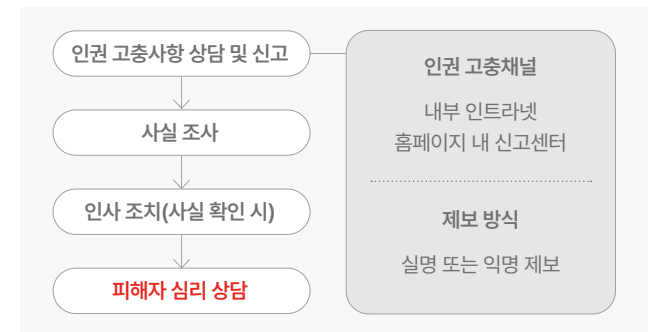 인권 고충사항 상담 및 신고
사실 조사
인사 조치(사실 확인 시)
피해자 심리 상담
인권 고충채널
내부 인트라넷
홈페이지 내 신고센터
제보 방식
실명 또는 익명 제보